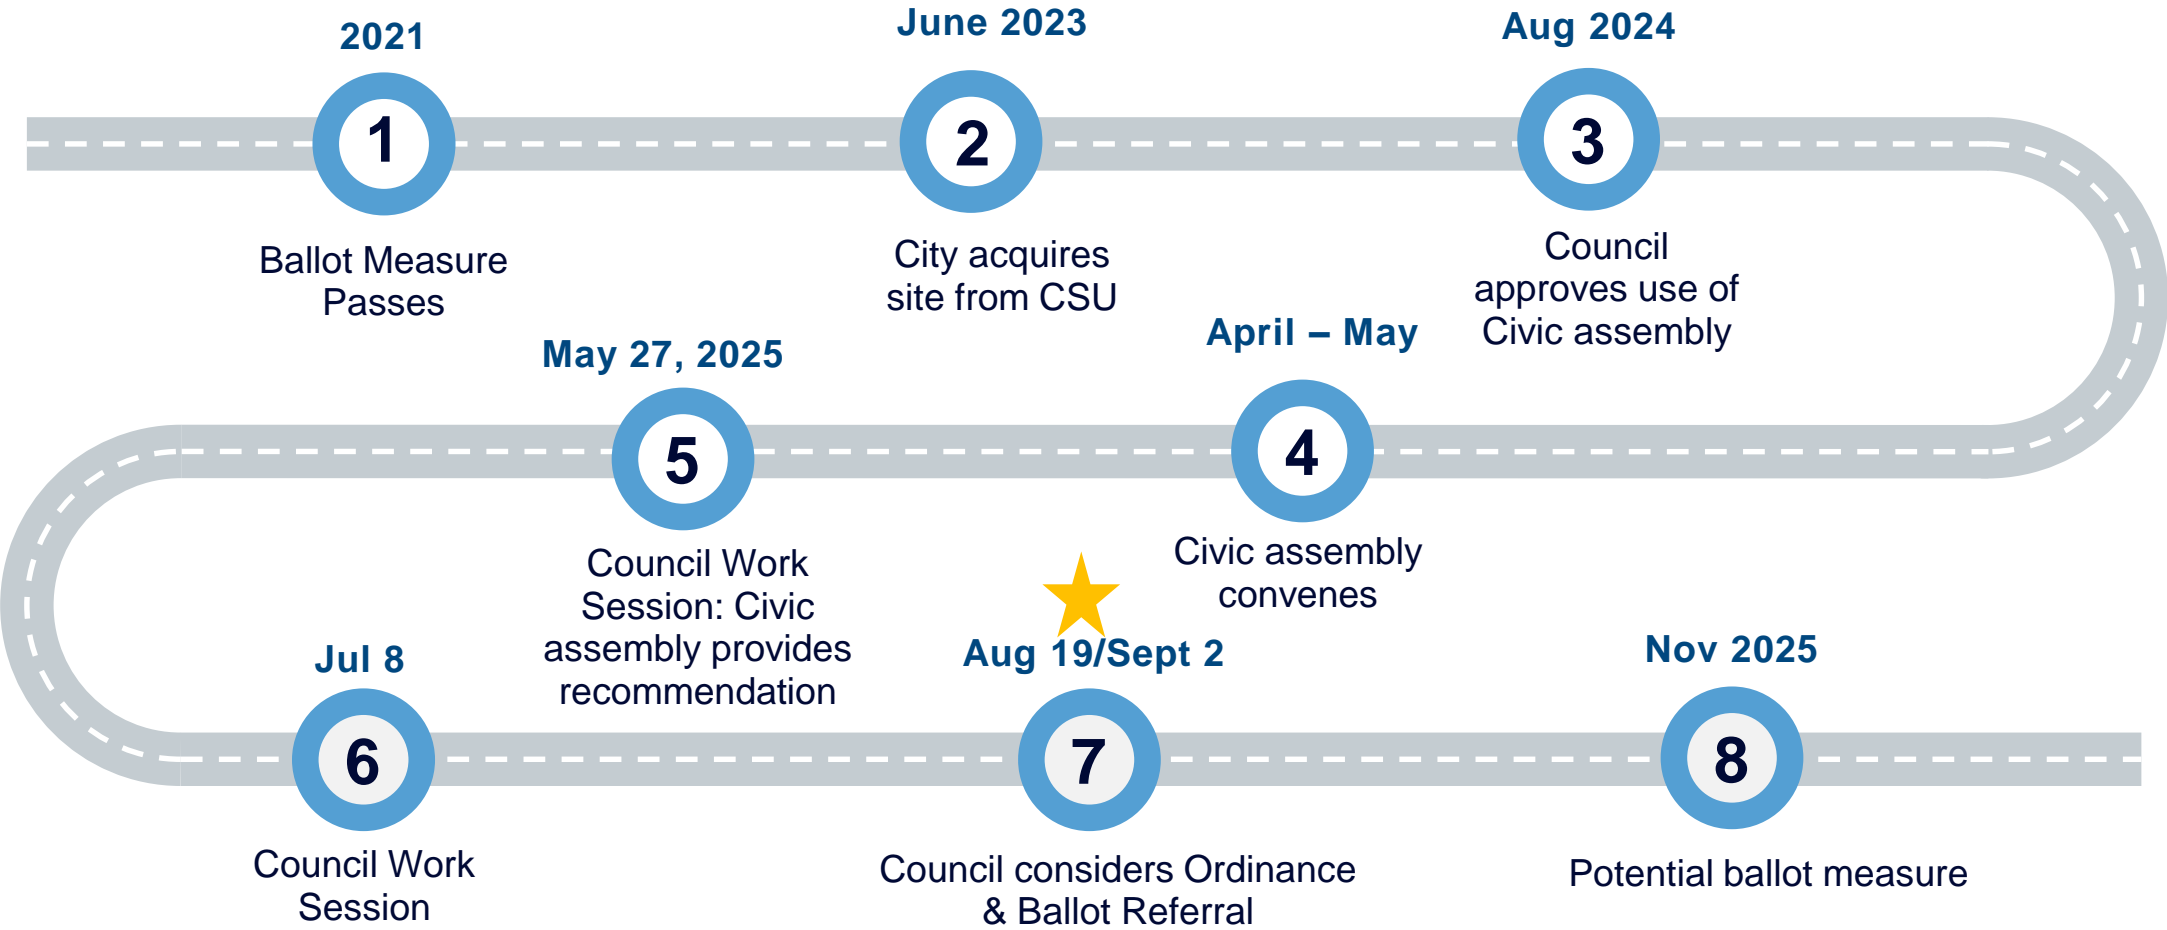 2021
1
Ballot Measure
Passes
June 2023
2
City acquires
site from CSU
Aug 2024
3
Council
approves use of
Civic assembly
April – May
4
Civic assembly
convenes
May 27, 2025
5
Council Work
Session: Civic
assembly provides
recommendation
Jul 8
6
Council Work
Session
Aug 19/Sept 2
7
Council considers Ordinance
& Ballot Referral
Nov 2025
8
Potential ballot measure